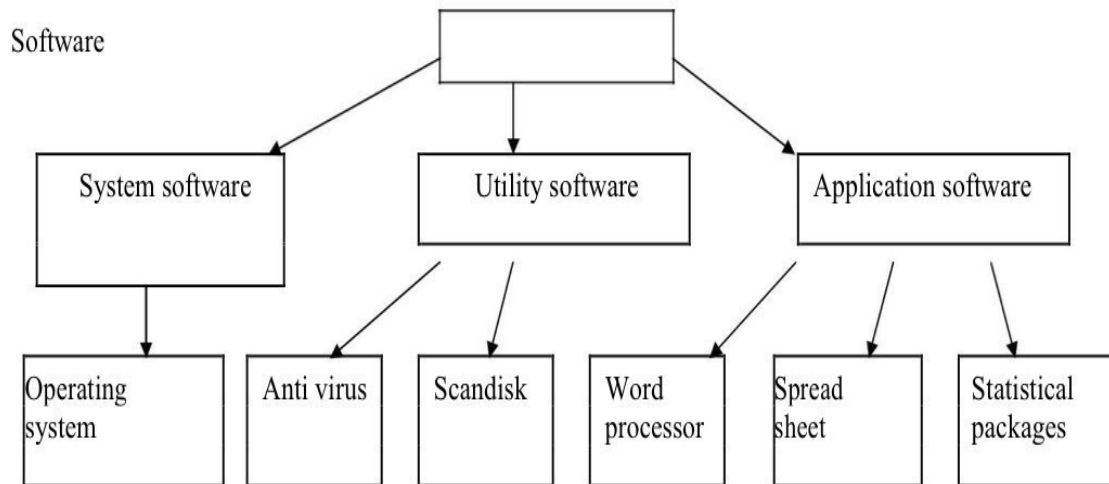 Software
System software
Utility software
Application software
Operating
system
Anti virus
Scandisk
Word
processor
Spread
sheet
Statistical
packages